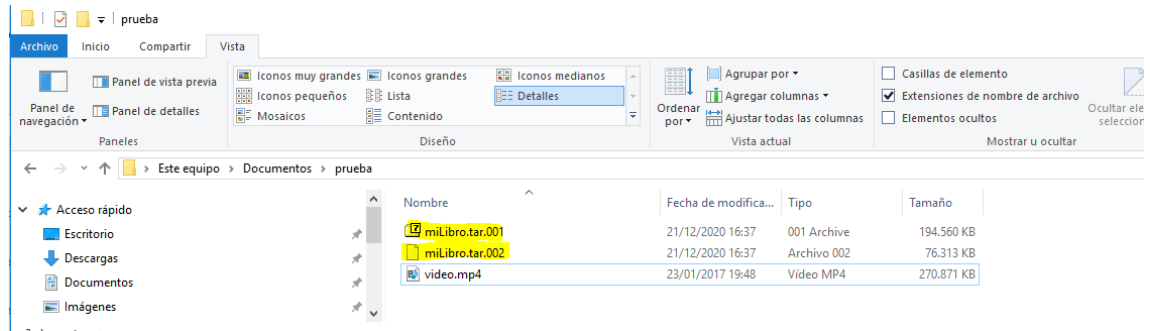 prueba
Archivo Inicio Compartir Vista
Panel de vista previa Iconos muy grandes Iconos grandes Iconos medianos Agrupar por Casillas de elemento
Iconos pequeños Lista Detalles Agregar columnas Extensiones de nombre de archivo
Panel de navegación Panel de detalles Mosaicos Contenido Ordenar por Ajustar todas las columnas Elementos ocultos Ocultar
Paneles Diseño Vista actual Mostrar u ocultar
Este equipo > Documentos > prueba
Nombre Fecha de modifica... Tipo Tamaño
Acceso rápido
Escritorio miLibro.tar.001 21/12/2020 16:37 001 Archive 194.560 KB
Descargas miLibro.tar.002 21/12/2020 16:37 Archivo 002 76.313 KB
Documentos video.mp4 23/01/2017 19:48 Vídeo MP4 270.871 KB
Imágenes